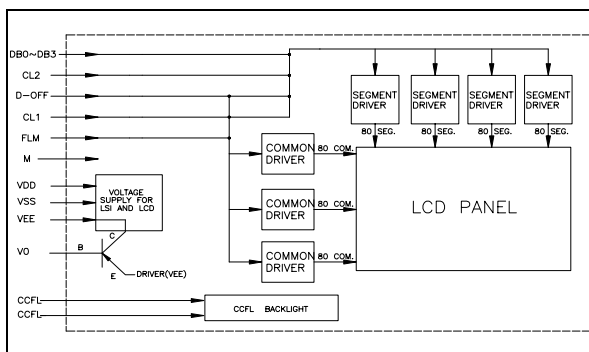 DB0~DB3
CL2
D-OFF
CL1
FLM
M
VDD
VSS
VEE
VO
CCFL
CCFL
VOLTAGE
SUPPLY FOR
LSI AND LCD
C
B
E
DRIVER(VEE)
SEGMENT
DRIVER
SEGMENT
DRIVER
SEGMENT
DRIVER
SEGMENT
DRIVER
80 SEG.
80 SEG.
80 SEG.
80 SEG.
COMMON
DRIVER
80 COM.
COMMON
DRIVER
80 COM.
COMMON
DRIVER
80 COM.
LCD PANEL
CCFL BACKLIGHT